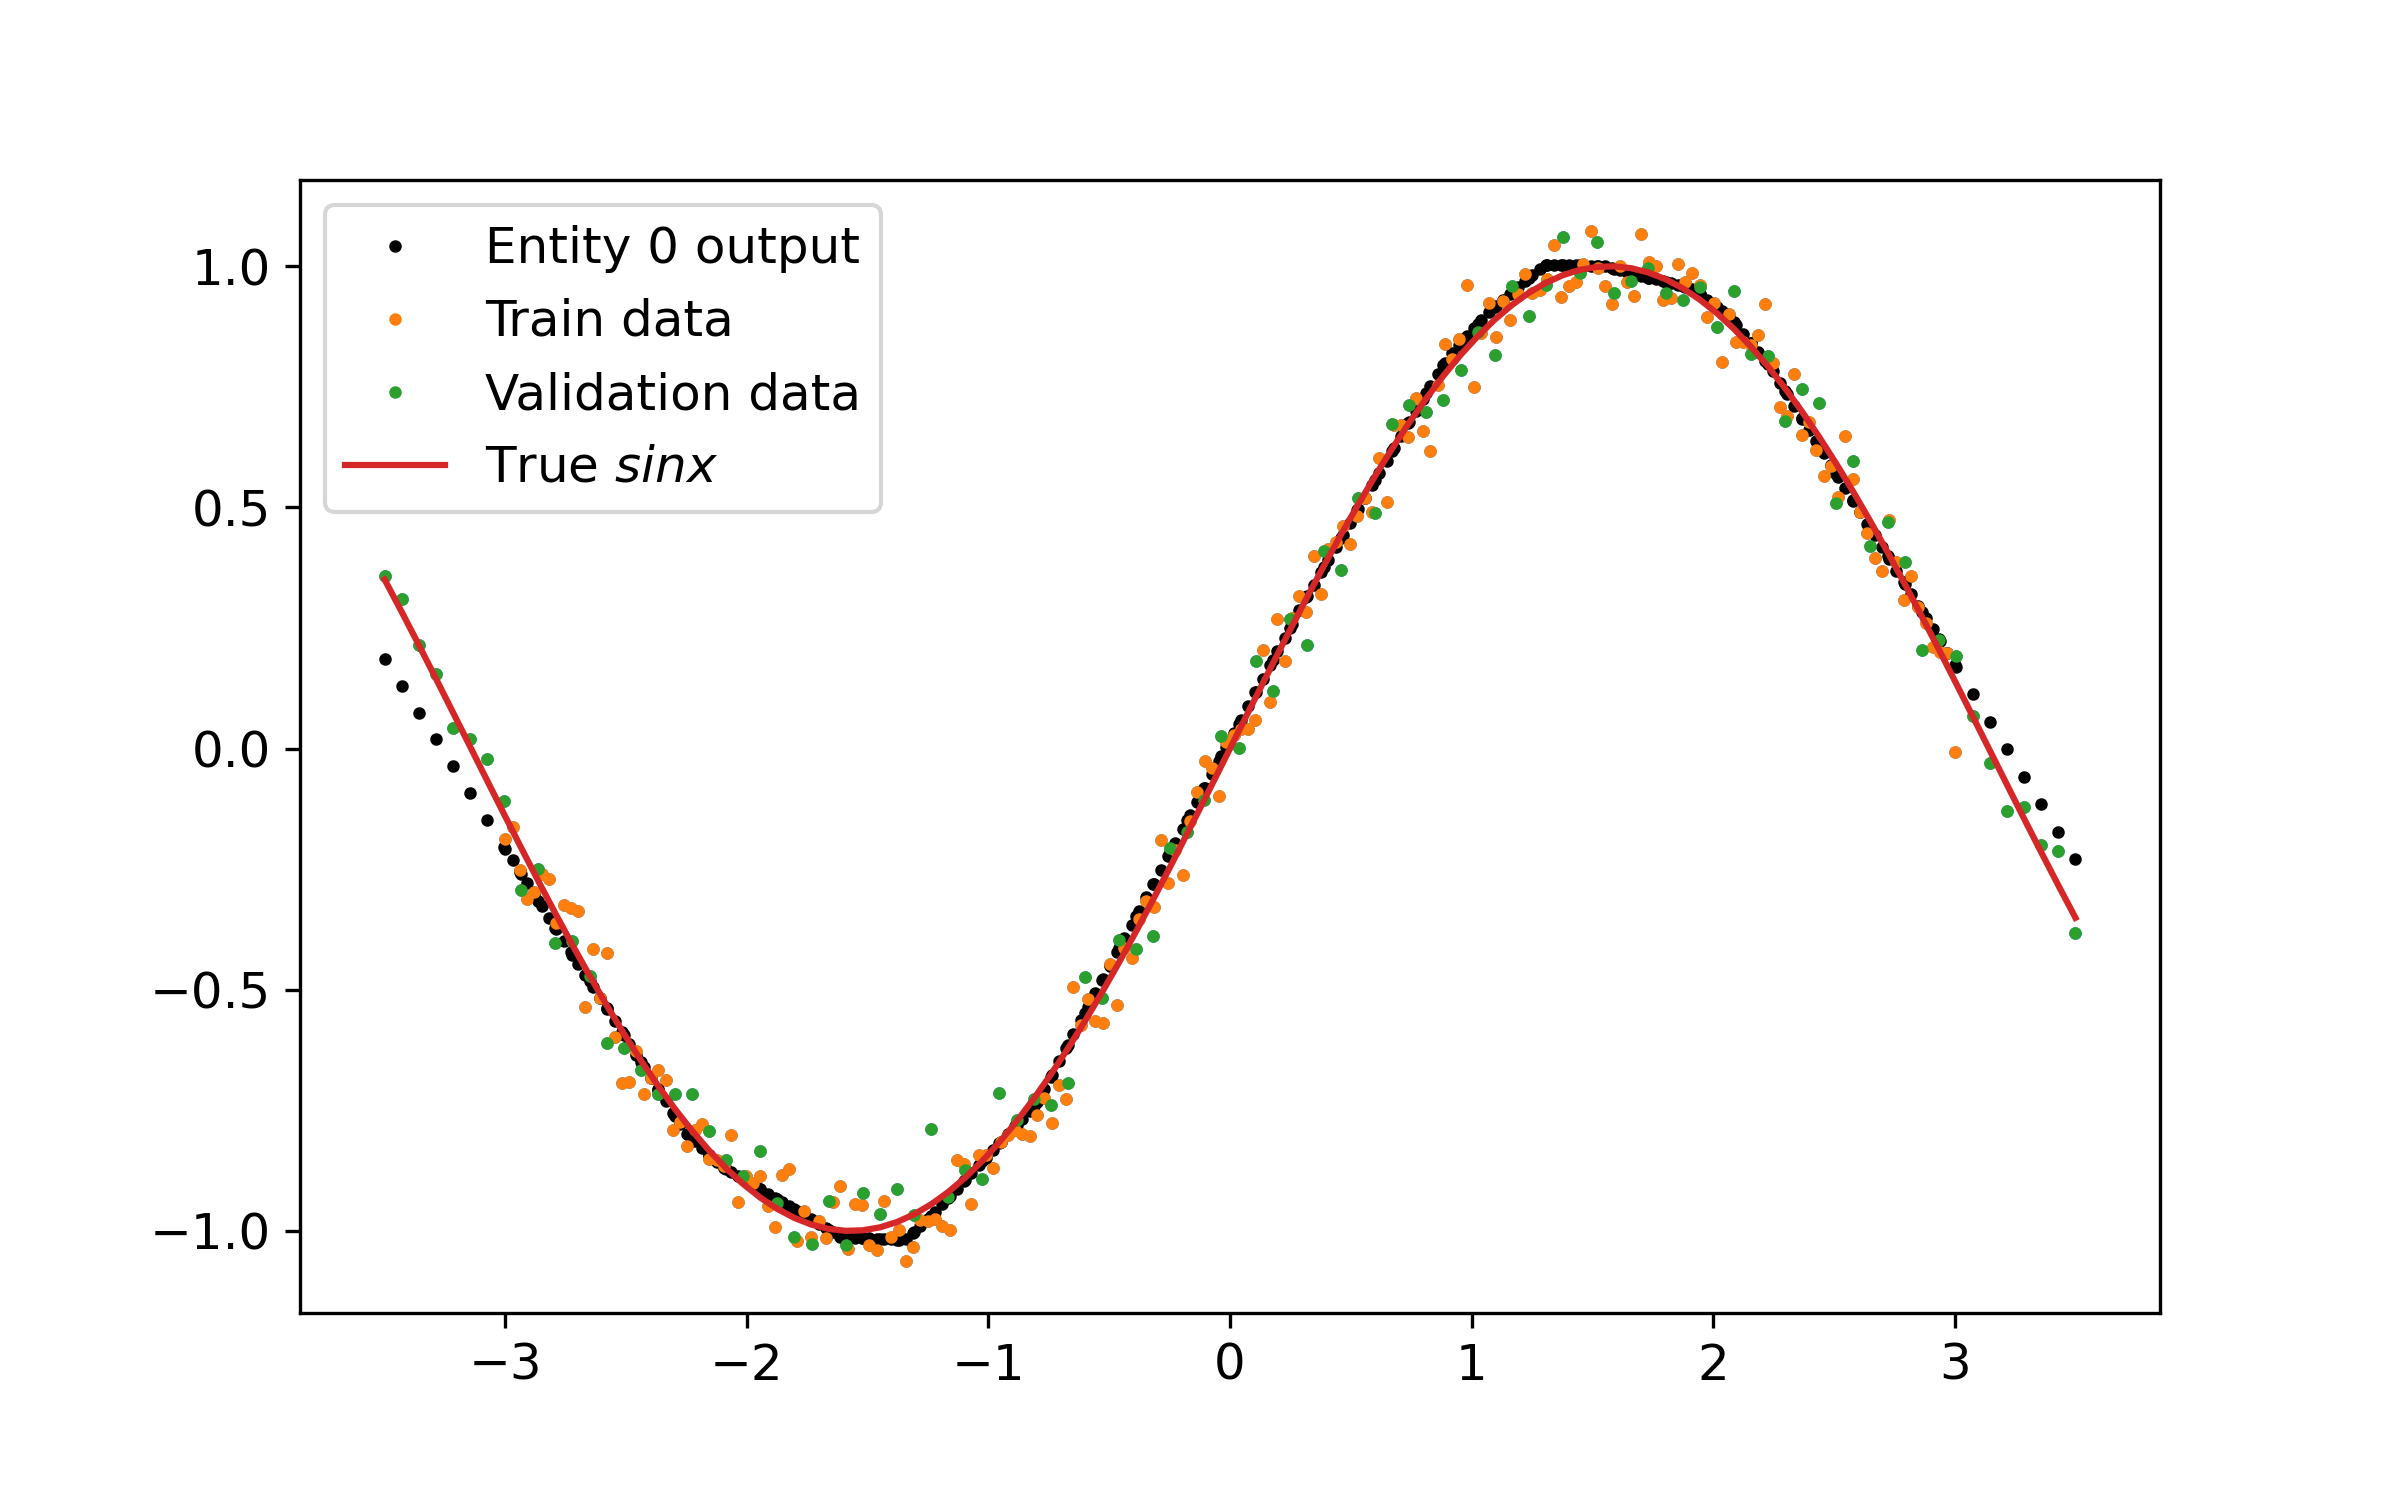 Entity 0 output
Train data
Validation data
True sinx
1.0
0.5
0.0
−0.5
−1.0
−3 −2 −1 0 1 2 3